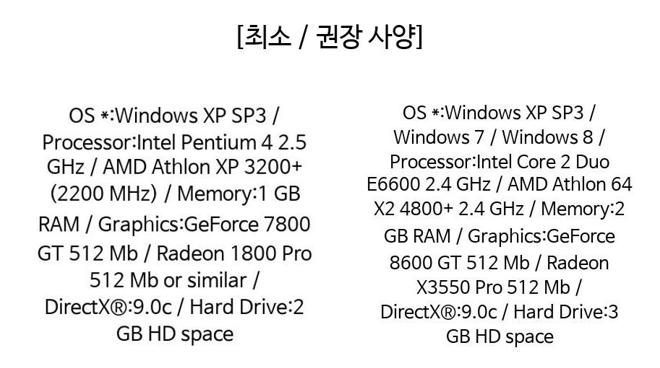 [최소 / 권장 사양]
OS *:Windows XP SP3 /
Processor:Intel Pentium 4 2.5
GHz / AMD Athlon XP 3200+
(2200 MHz) / Memory:1 GB
RAM / Graphics:GeForce 7800
GT 512 Mb / Radeon 1800 Pro
512 Mb or similar /
DirectX®:9.0c / Hard Drive:2
GB HD space
OS *:Windows XP SP3 /
Windows 7 / Windows 8 /
Processor:Intel Core 2 Duo
E6600 2.4 GHz / AMD Athlon 64
X2 4800+ 2.4 GHz / Memory:2
GB RAM / Graphics:GeForce
8600 GT 512 Mb / Radeon
X3550 Pro 512 Mb /
DirectX®:9.0c / Hard Drive:3
GB HD space